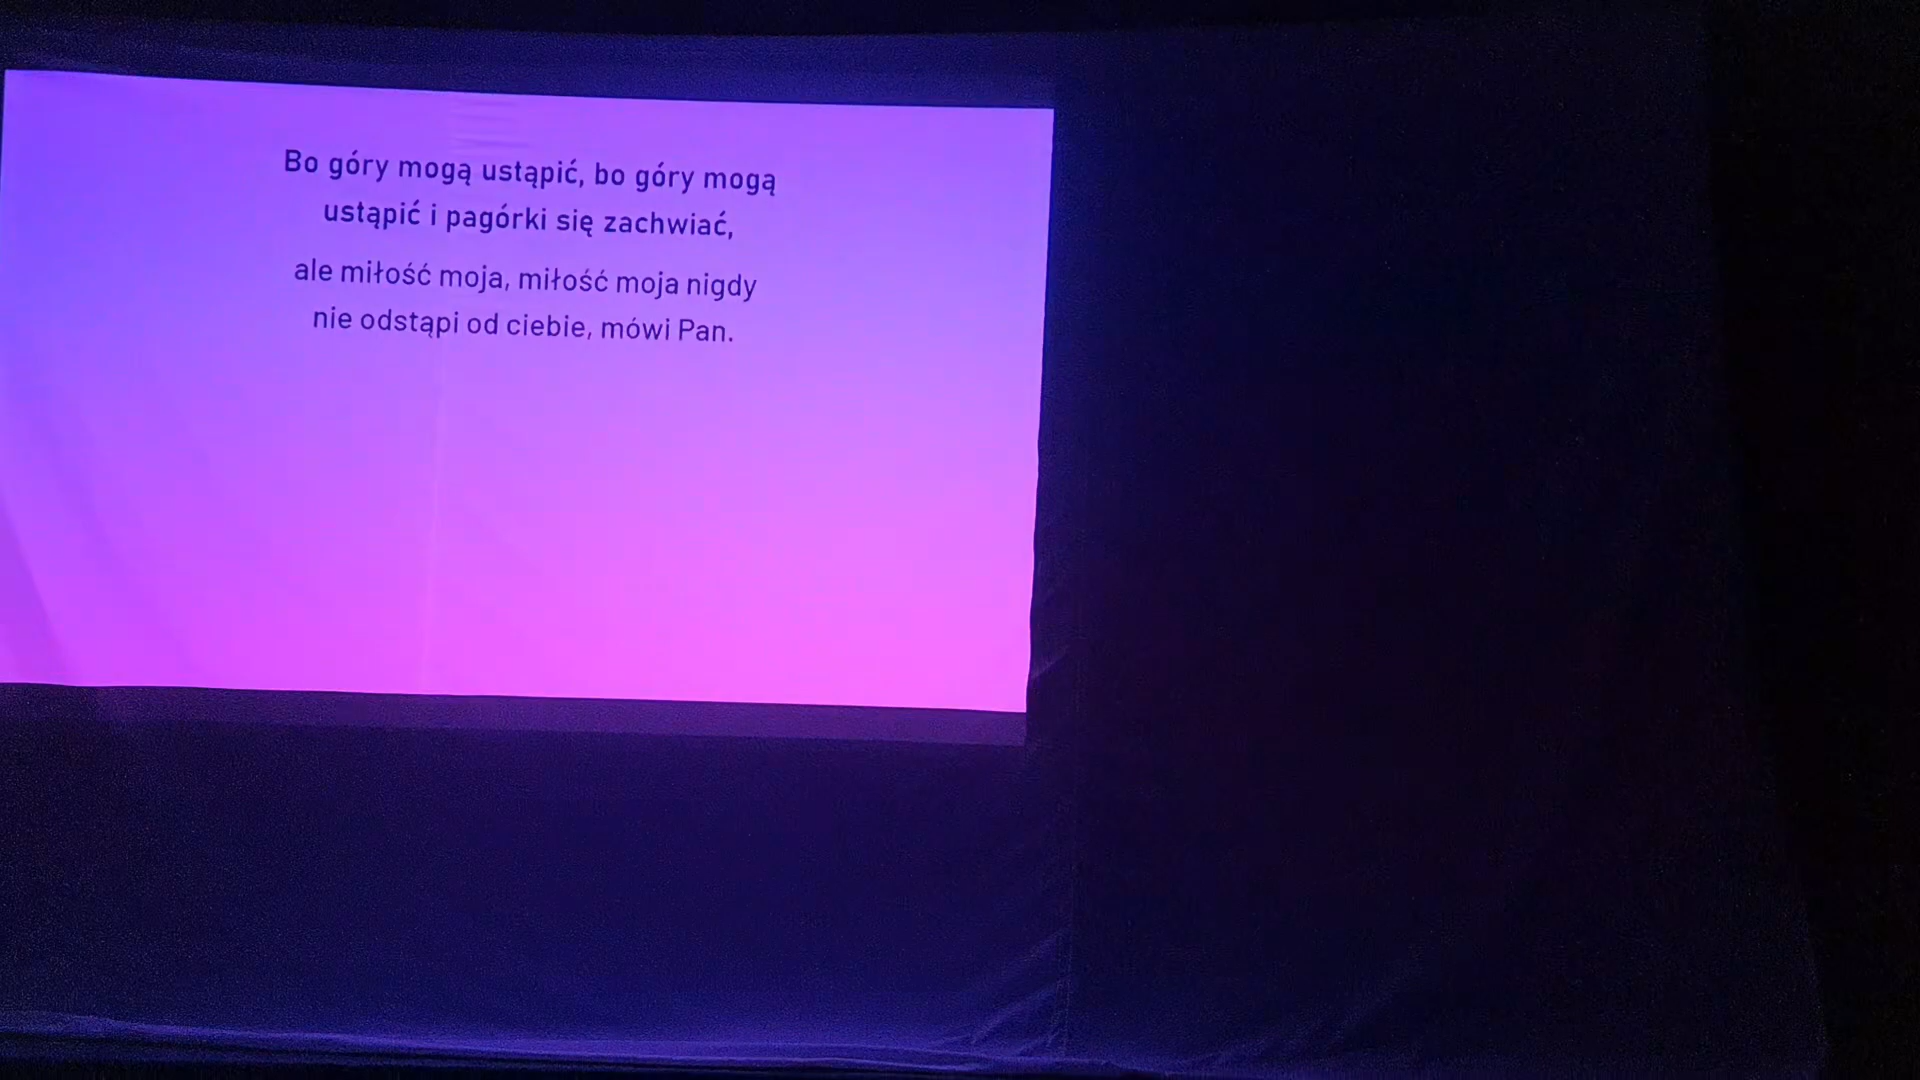 Bo góry mogą ustąpić, bo góry mogą
ustąpić i pagórki się zachwiać,
ale miłość moja, miłość moja nigdy
nie odstąpi od ciebie, mówi Pan.